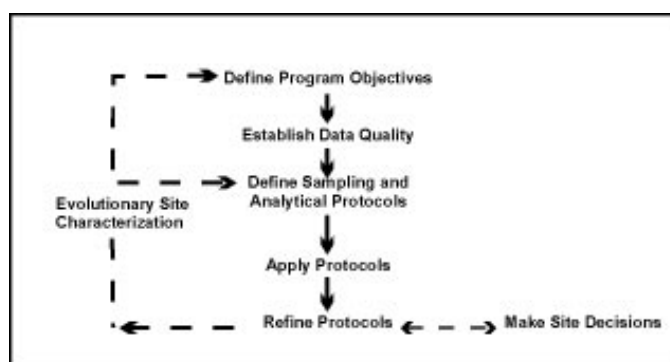 Define Program Objectives
Establish Data Quality
Define Sampling and
Analytical Protocols
Evolutionary Site
Characterization
Apply Protocols
Refine Protocols
Make Site Decisions